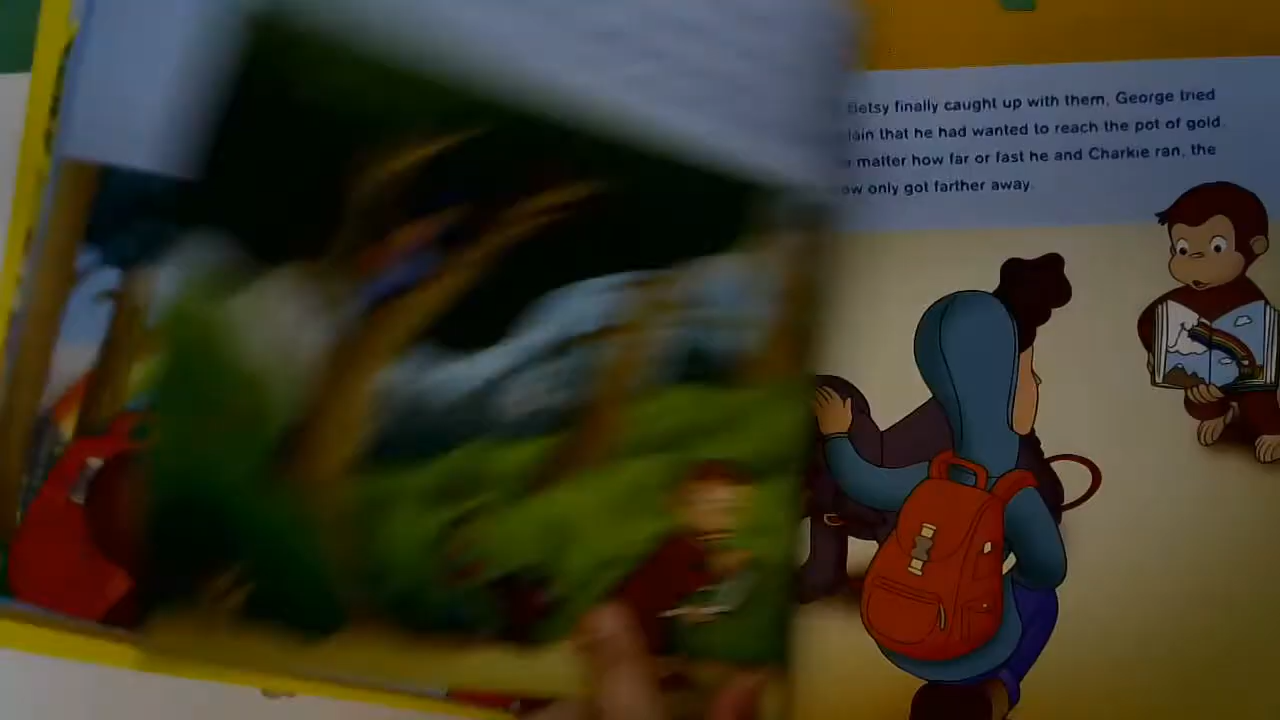 Betsy finally caught up with them, George tried
lain that he had wanted to reach the pot of gold.
matter how far or fast he and Charkie ran, the
ow only got farther away.